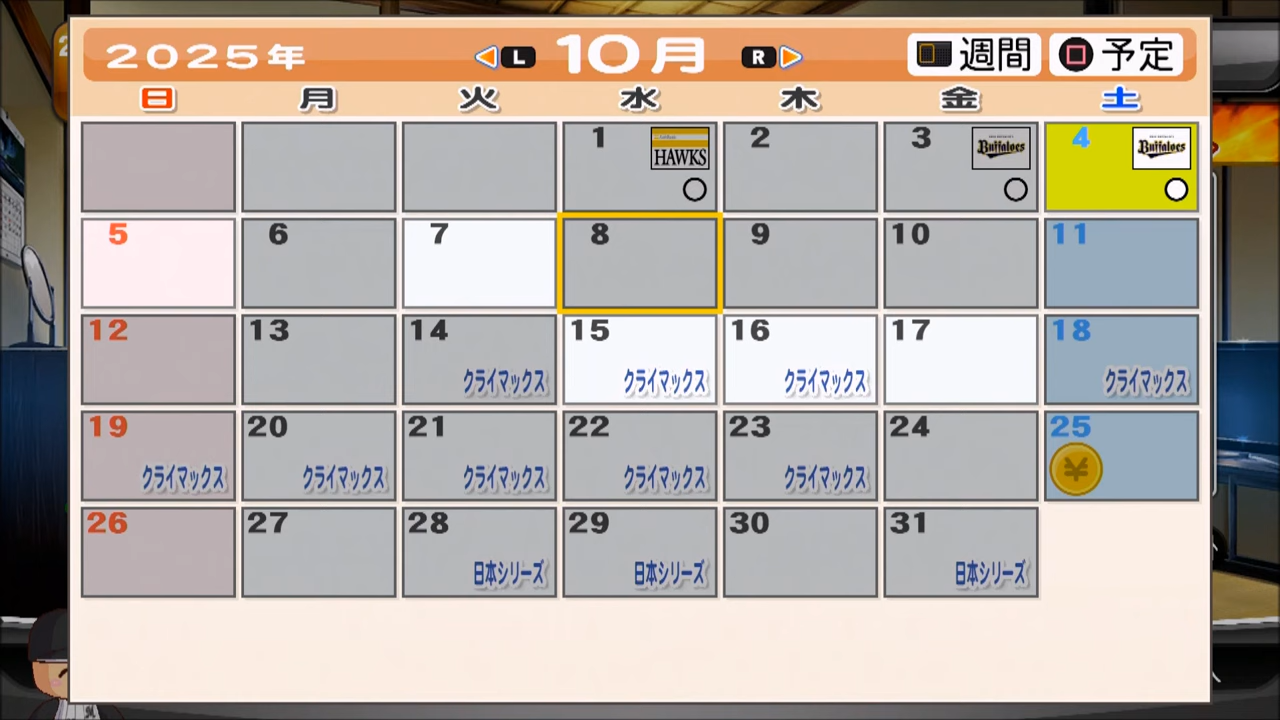 2025年 L 10月 R 週間 予定
日 月 火 水 木 金 土
1 HAWKS 2 3 Buffaloes 4 Buffaloes
5 6 7 8 9 10 11
12 13 14 15 16 17 18
クライマックス クライマックス クライマックス クライマックス
19 20 21 22 23 24 25
クライマックス クライマックス クライマックス クライマックス クライマックス ¥
26 27 28 29 30 31
日本シリーズ 日本シリーズ 日本シリーズ